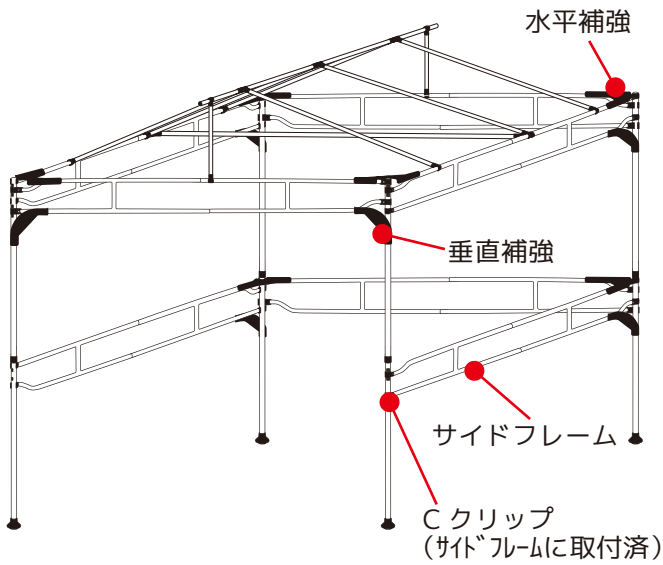 水平補強
垂直補強
サイドフレーム
Cクリップ
（ｻｲﾄﾞﾌﾚｰﾑに取付済）